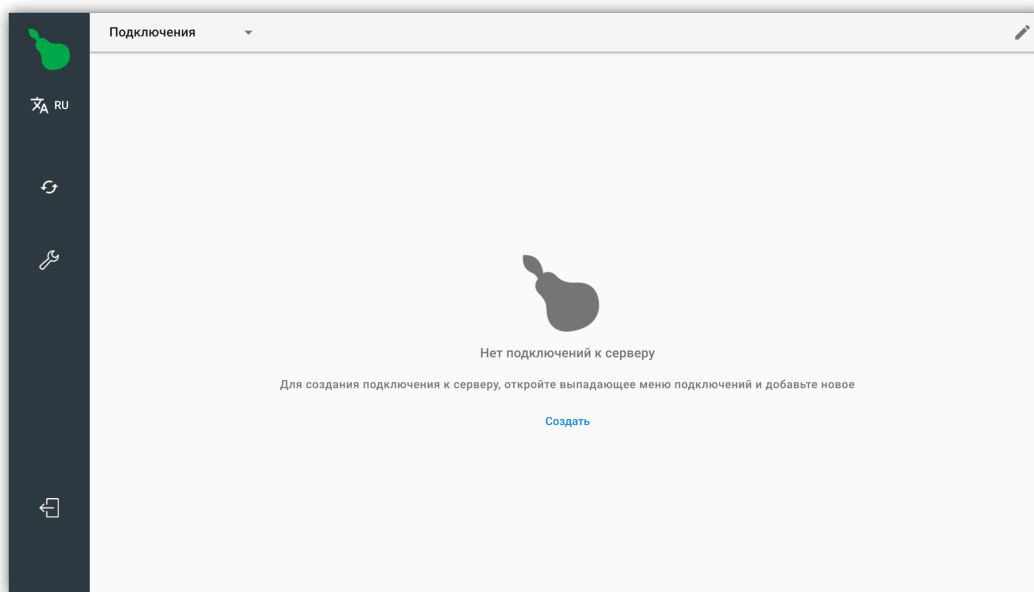 Подключения
RU
Нет подключений к серверу
Для создания подключения к серверу, откройте выпадающее меню подключений и добавьте новое
Создать